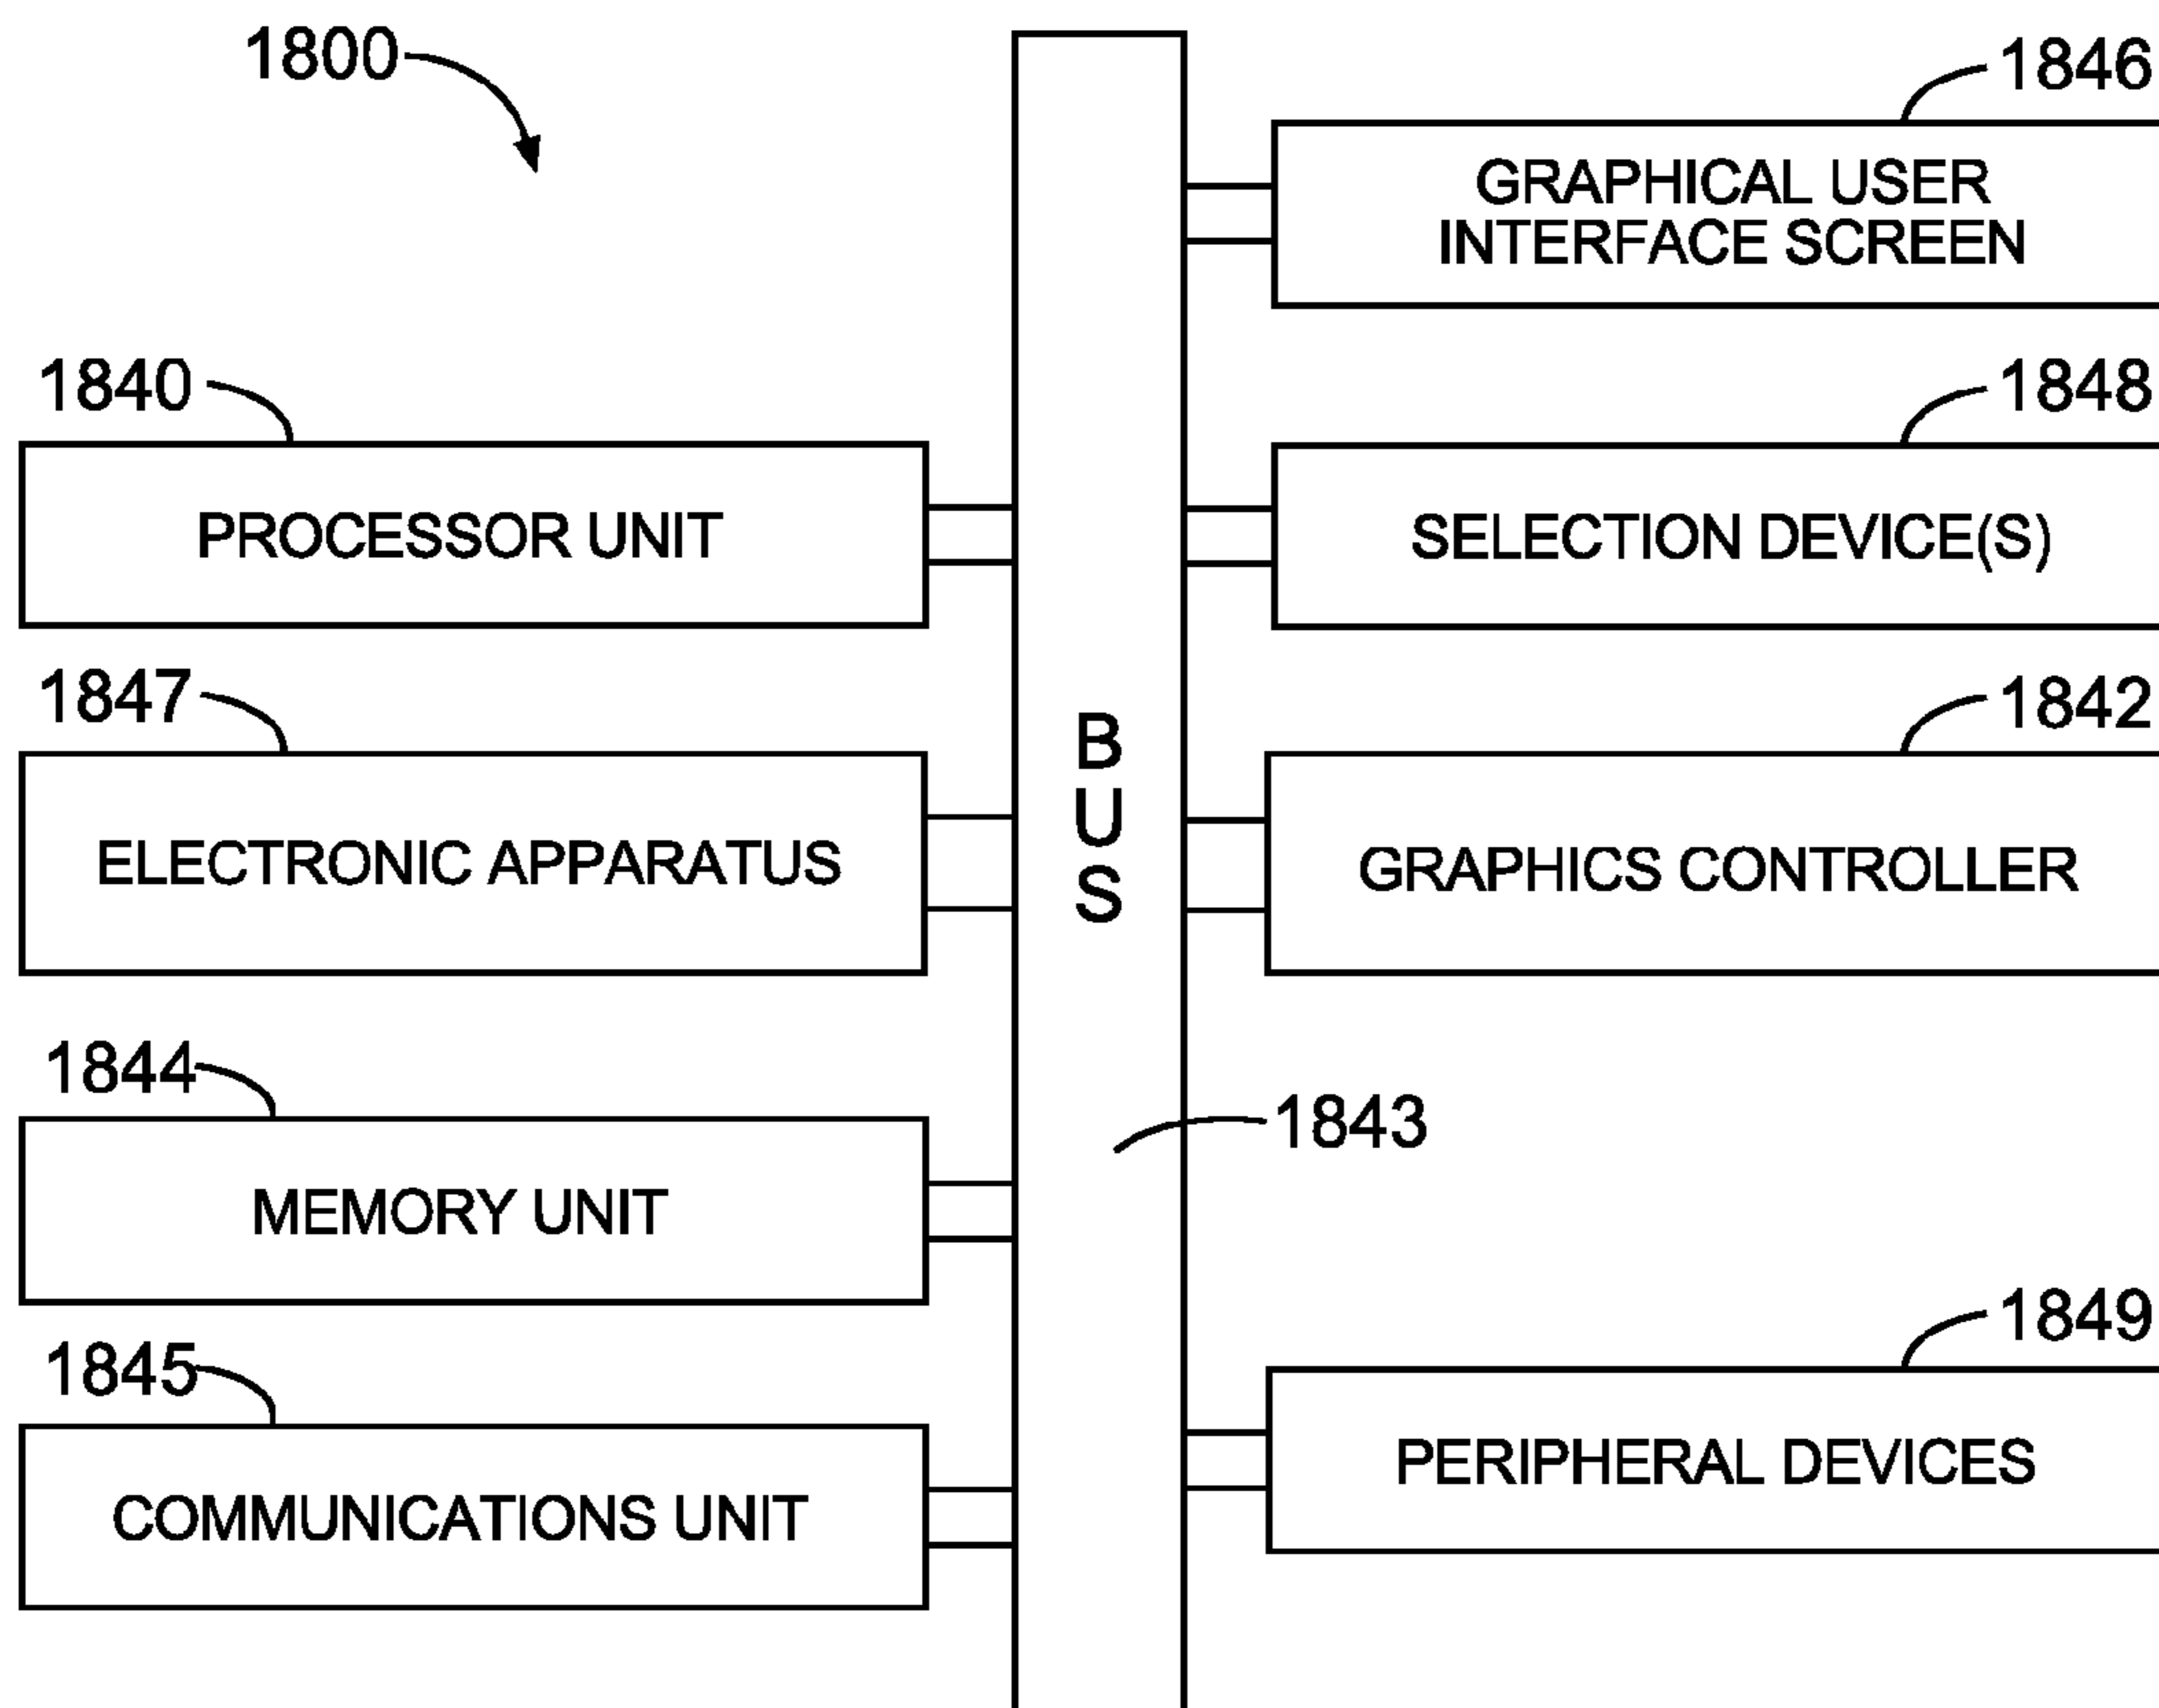 1800
1846
GRAPHICAL USER
INTERFACE SCREEN
1840
PROCESSOR UNIT
1848
SELECTION DEVICE(S)
1847
ELECTRONIC APPARATUS
B
U
S
1842
GRAPHICS CONTROLLER
1844
MEMORY UNIT
1843
1845
COMMUNICATIONS UNIT
1849
PERIPHERAL DEVICES